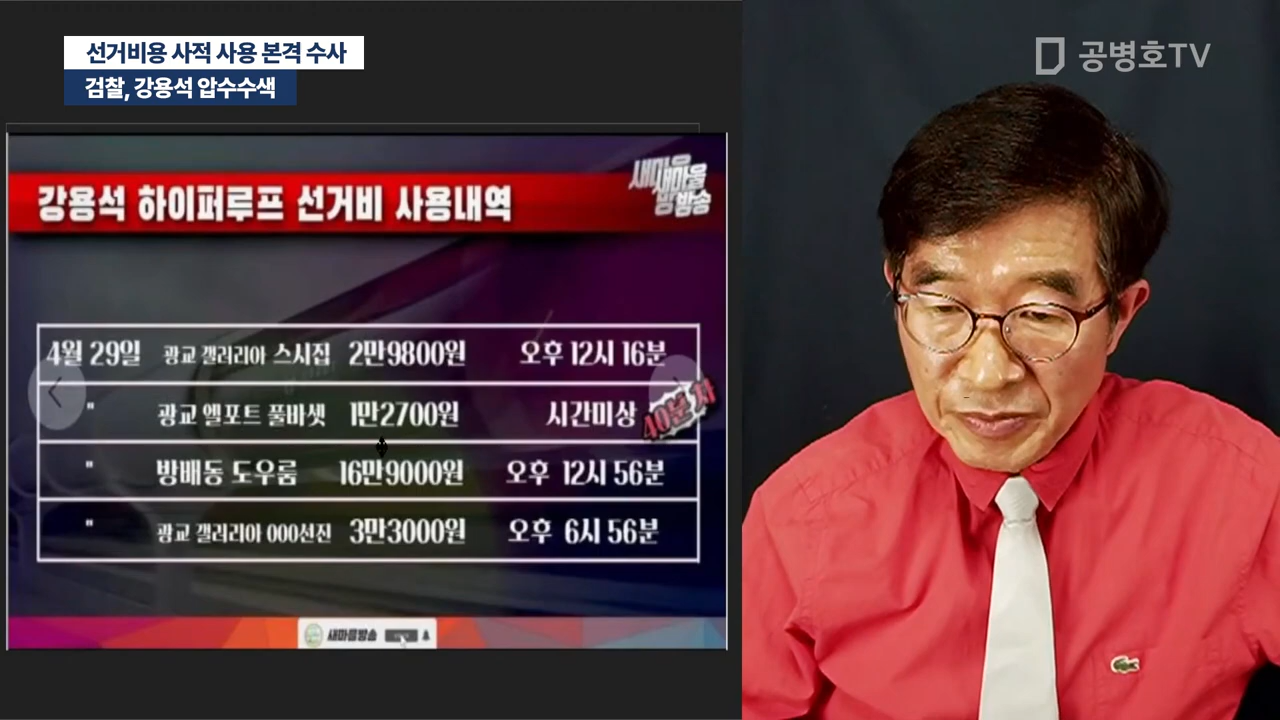 선거비용 사적 사용 본격 수사
검찰, 강용석 압수수색
공병호TV
새마을방송
강용석 하이퍼루프 선거비 사용내역
4월 29일 광교 갤러리아 스시집 2만9800원 오후 12시 16분
" 광교 엘포트 폴바셋 1만2700원 시간미상
40분 차
" 방배동 도우룸 16만9000원 오후 12시 56분
" 광교 갤러리아 000선진 3만3000원 오후 6시 56분
새마을방송